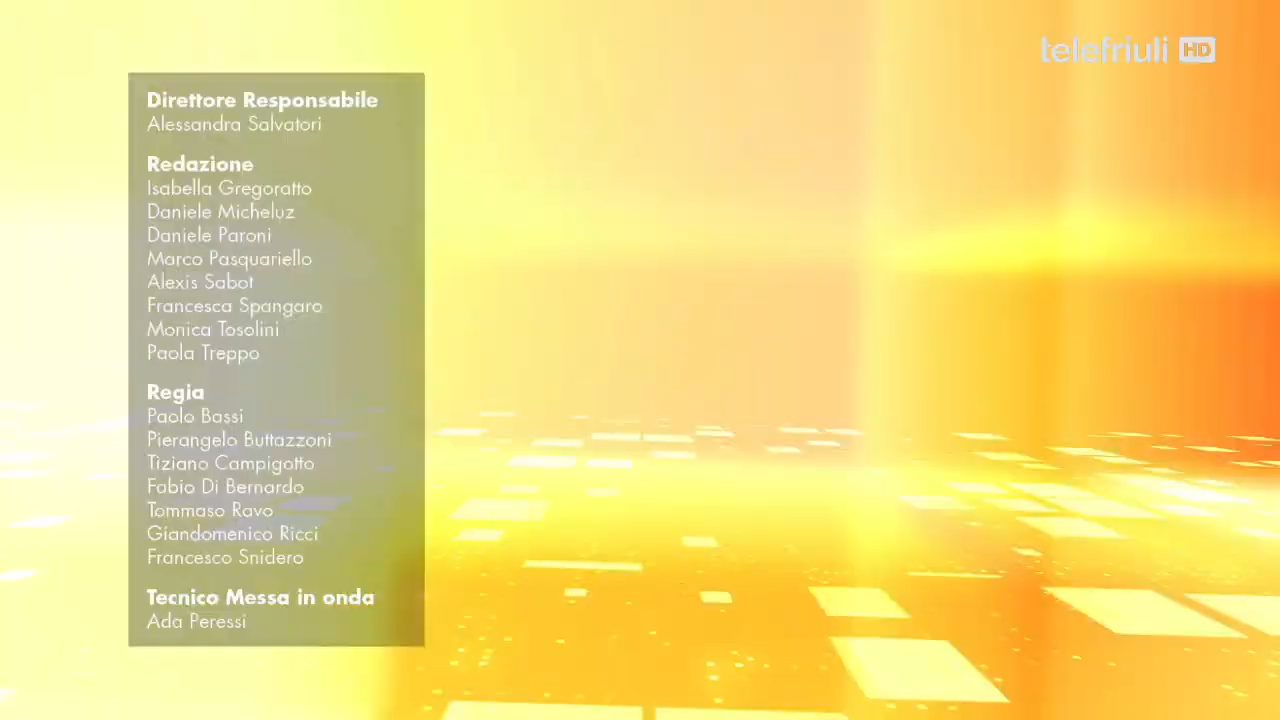 telefriuli HD
Direttore Responsabile
Alessandra Salvatori
Redazione
Isabella Gregoratto
Daniele Micheluz
Daniele Paroni
Marco Pasquariello
Alexis Sabot
Francesca Spangaro
Monica Tosolini
Paola Treppo
Regia
Paolo Bassi
Pierangelo Buttazzoni
Tiziano Campigotto
Fabio Di Bernardo
Tommaso Ravo
Giandomenico Ricci
Francesco Snidero
Tecnico Messa in onda
Ada Peressi